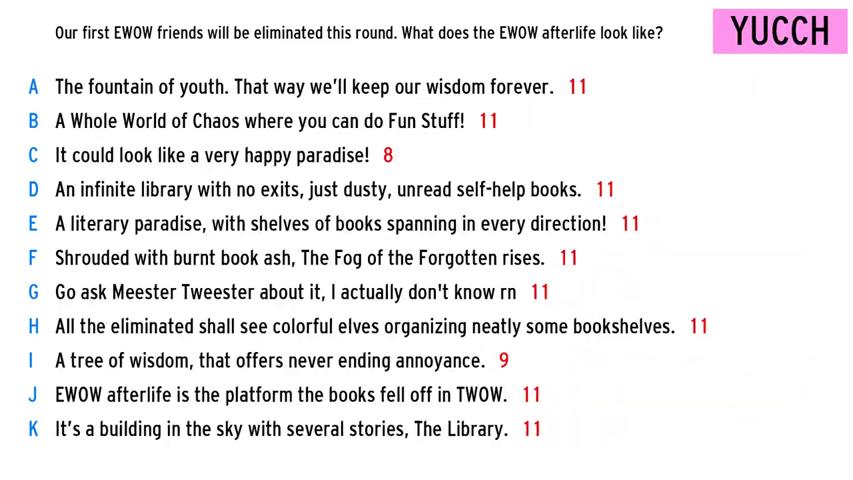 Our first EWOW friends will be eliminated this round. What does the EWOW afterlife look like?
YUCCH
A The fountain of youth. That way we'll keep our wisdom forever. 11
B A Whole World of Chaos where you can do Fun Stuff! 11
C It could look like a very happy paradise! 8
D An infinite library with no exits, just dusty, unread self-help books. 11
E A literary paradise, with shelves of books spanning in every direction! 11
F Shrouded with burnt book ash, The Fog of the Forgotten rises. 11
G Go ask Meester Tweester about it, I actually don't know rn 11
H All the eliminated shall see colorful elves organizing neatly some bookshelves. 11
I A tree of wisdom, that offers never ending annoyance. 9
J EWOW afterlife is the platform the books fell off in TWOW. 11
K It's a building in the sky with several stories, The Library. 11